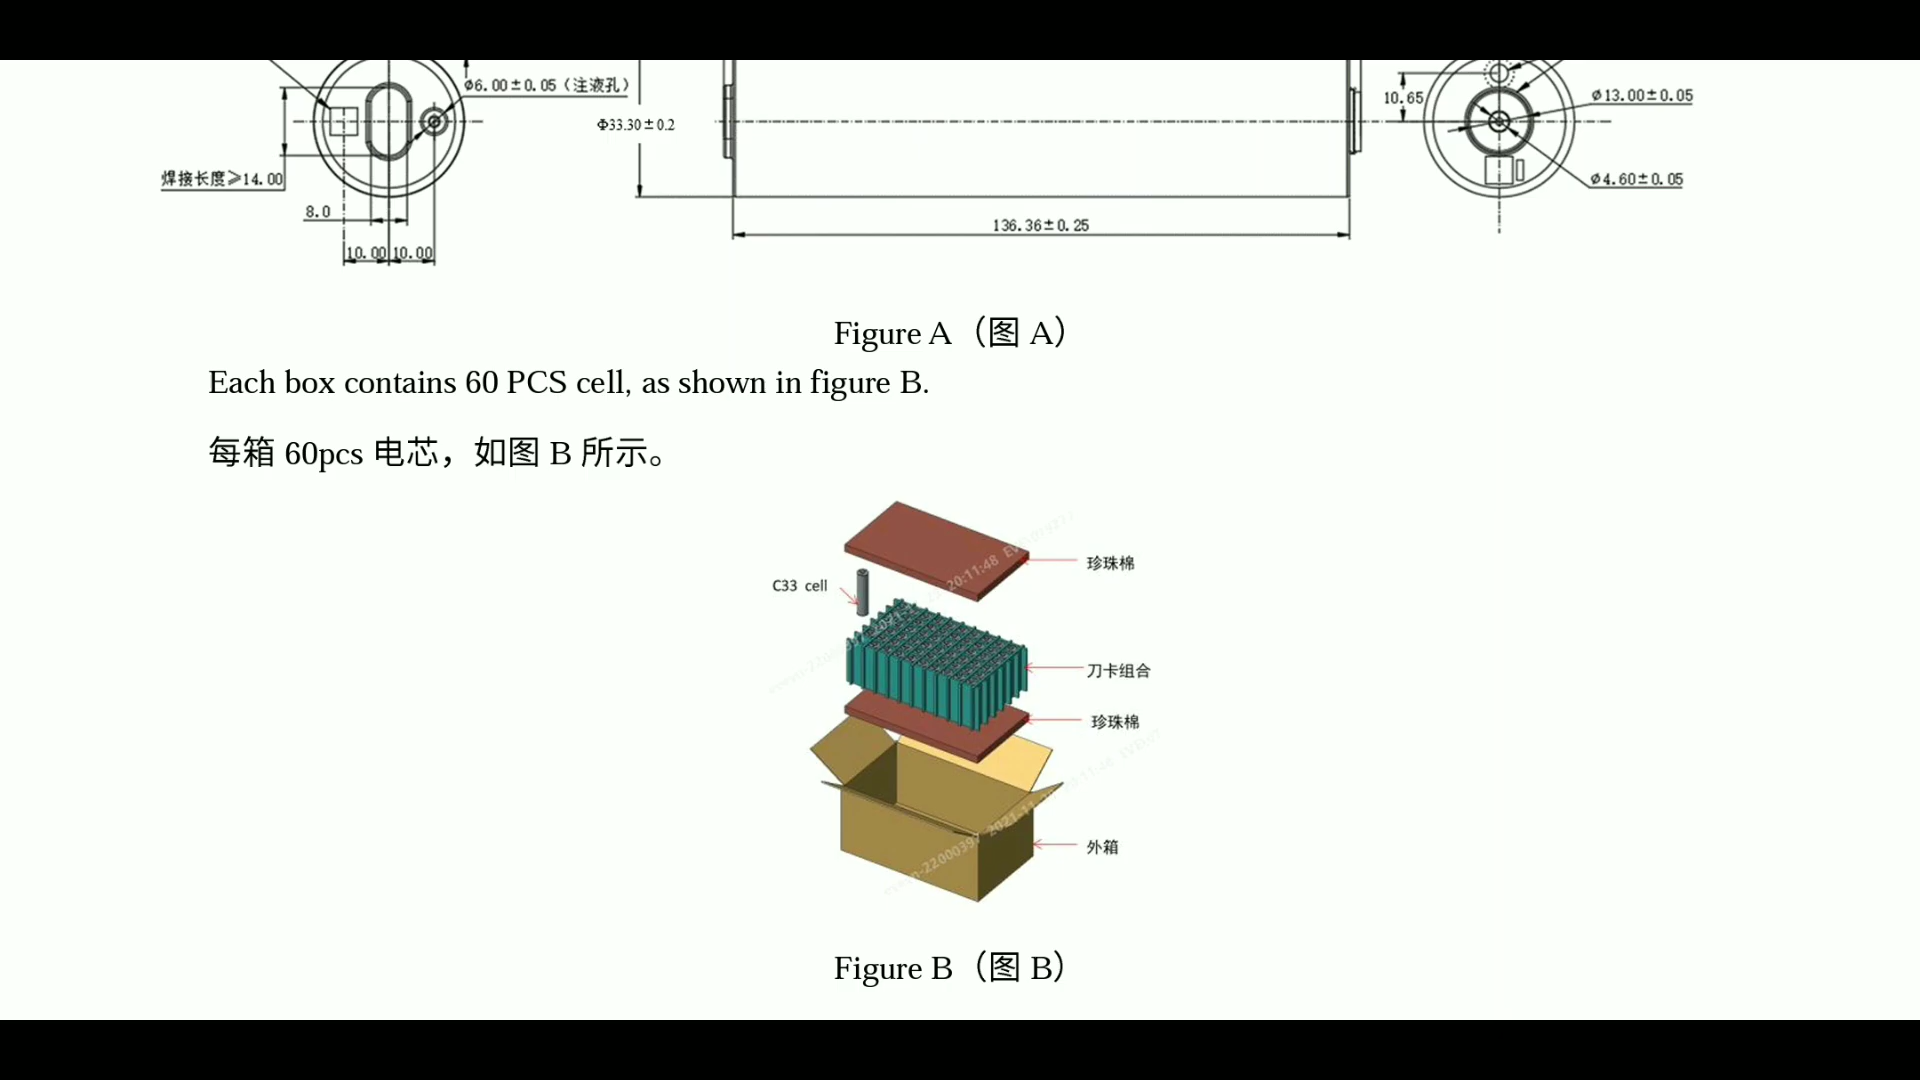 ⌀6.00±0.05（注液孔）
Φ33.30±0.2
10.65
⌀13.00±0.05
焊接长度≥14.00
⌀4.60±0.05
8.0
136.36±0.25
10.00 10.00
Figure A（图 A）
Each box contains 60 PCS cell, as shown in figure B.
每箱 60pcs 电芯，如图 B 所示。
珍珠棉
C33 cell
刀卡组合
珍珠棉
外箱
Figure B（图 B）